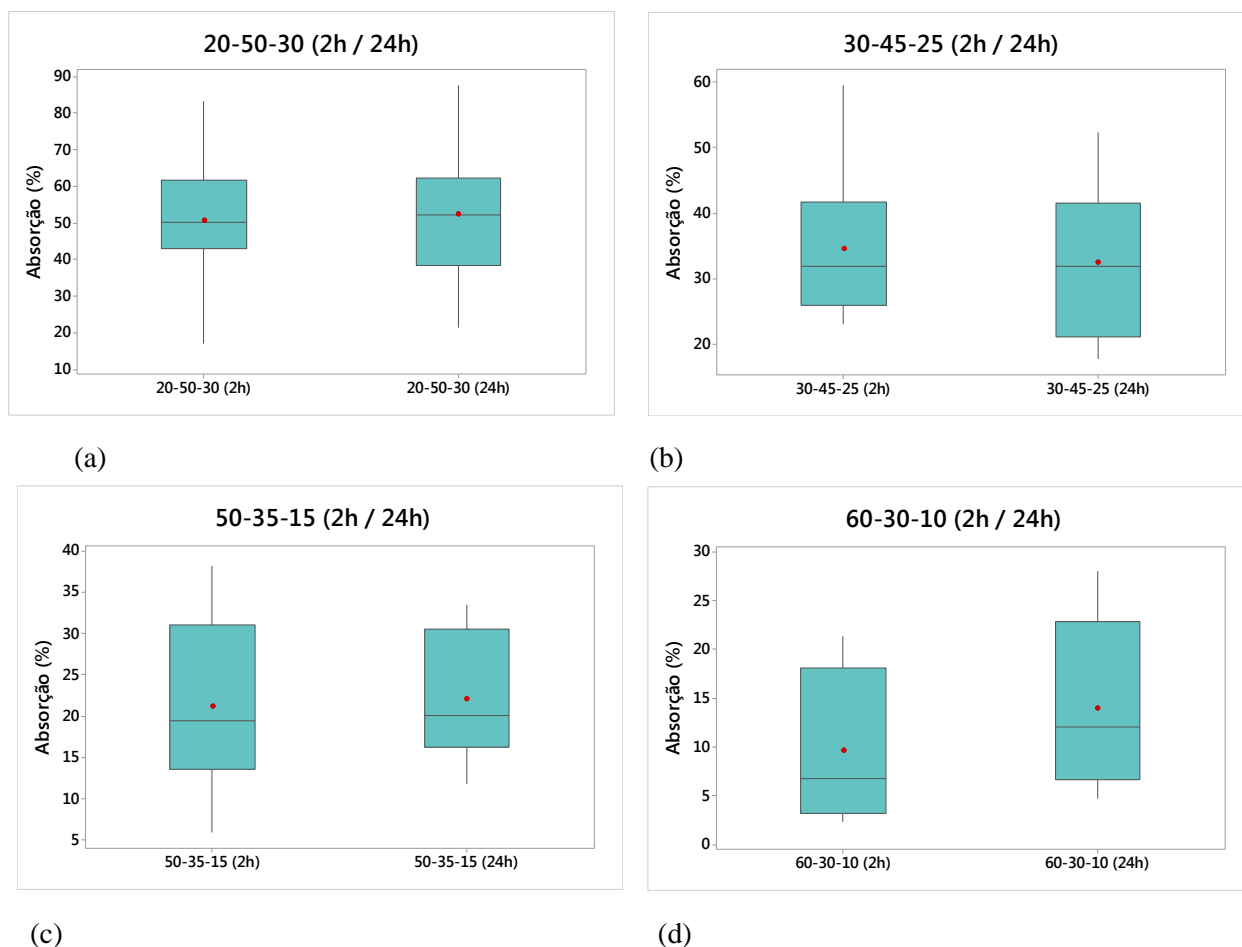 20-50-30 (2h / 24h)
90
80
70
60
50
40
30
20
10
Absorção (%)
20-50-30 (2h)
20-50-30 (24h)
(a)
30-45-25 (2h / 24h)
60
50
40
30
20
Absorção (%)
30-45-25 (2h)
30-45-25 (24h)
(b)
50-35-15 (2h / 24h)
40
35
30
25
20
15
10
5
Absorção (%)
50-35-15 (2h)
50-35-15 (24h)
(c)
60-30-10 (2h / 24h)
30
25
20
15
10
5
0
Absorção (%)
60-30-10 (2h)
60-30-10 (24h)
(d)